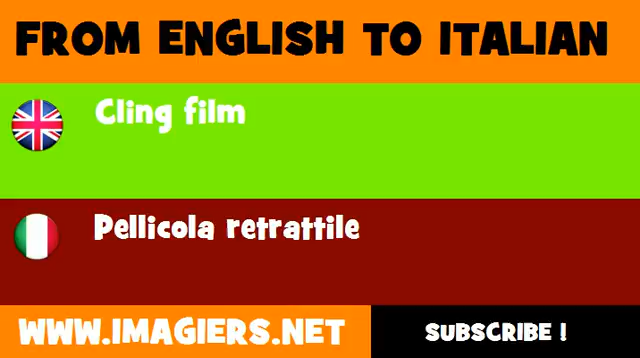 FROM ENGLISH TO ITALIAN
Cling film
Pellicola retrattile
WWW.IMAGIERS.NET
SUBSCRIBE !